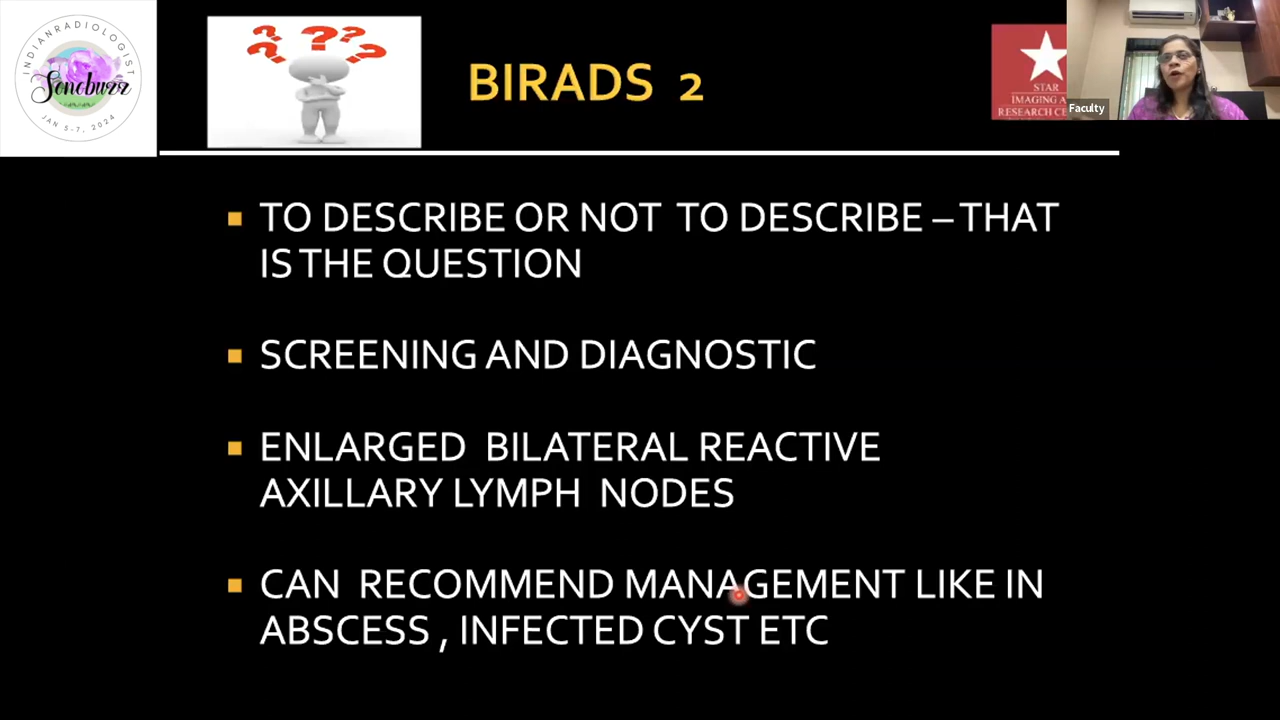 INDIANRADIOLOGIST
Sonobuzz
JAN 5-7, 2024
BIRADS 2
STAR
IMAGING A
RESEARCH CE
Faculty
TO DESCRIBE OR NOT TO DESCRIBE – THAT
IS THE QUESTION
SCREENING AND DIAGNOSTIC
ENLARGED BILATERAL REACTIVE
AXILLARY LYMPH NODES
CAN RECOMMEND MANAGEMENT LIKE IN
ABSCESS , INFECTED CYST ETC